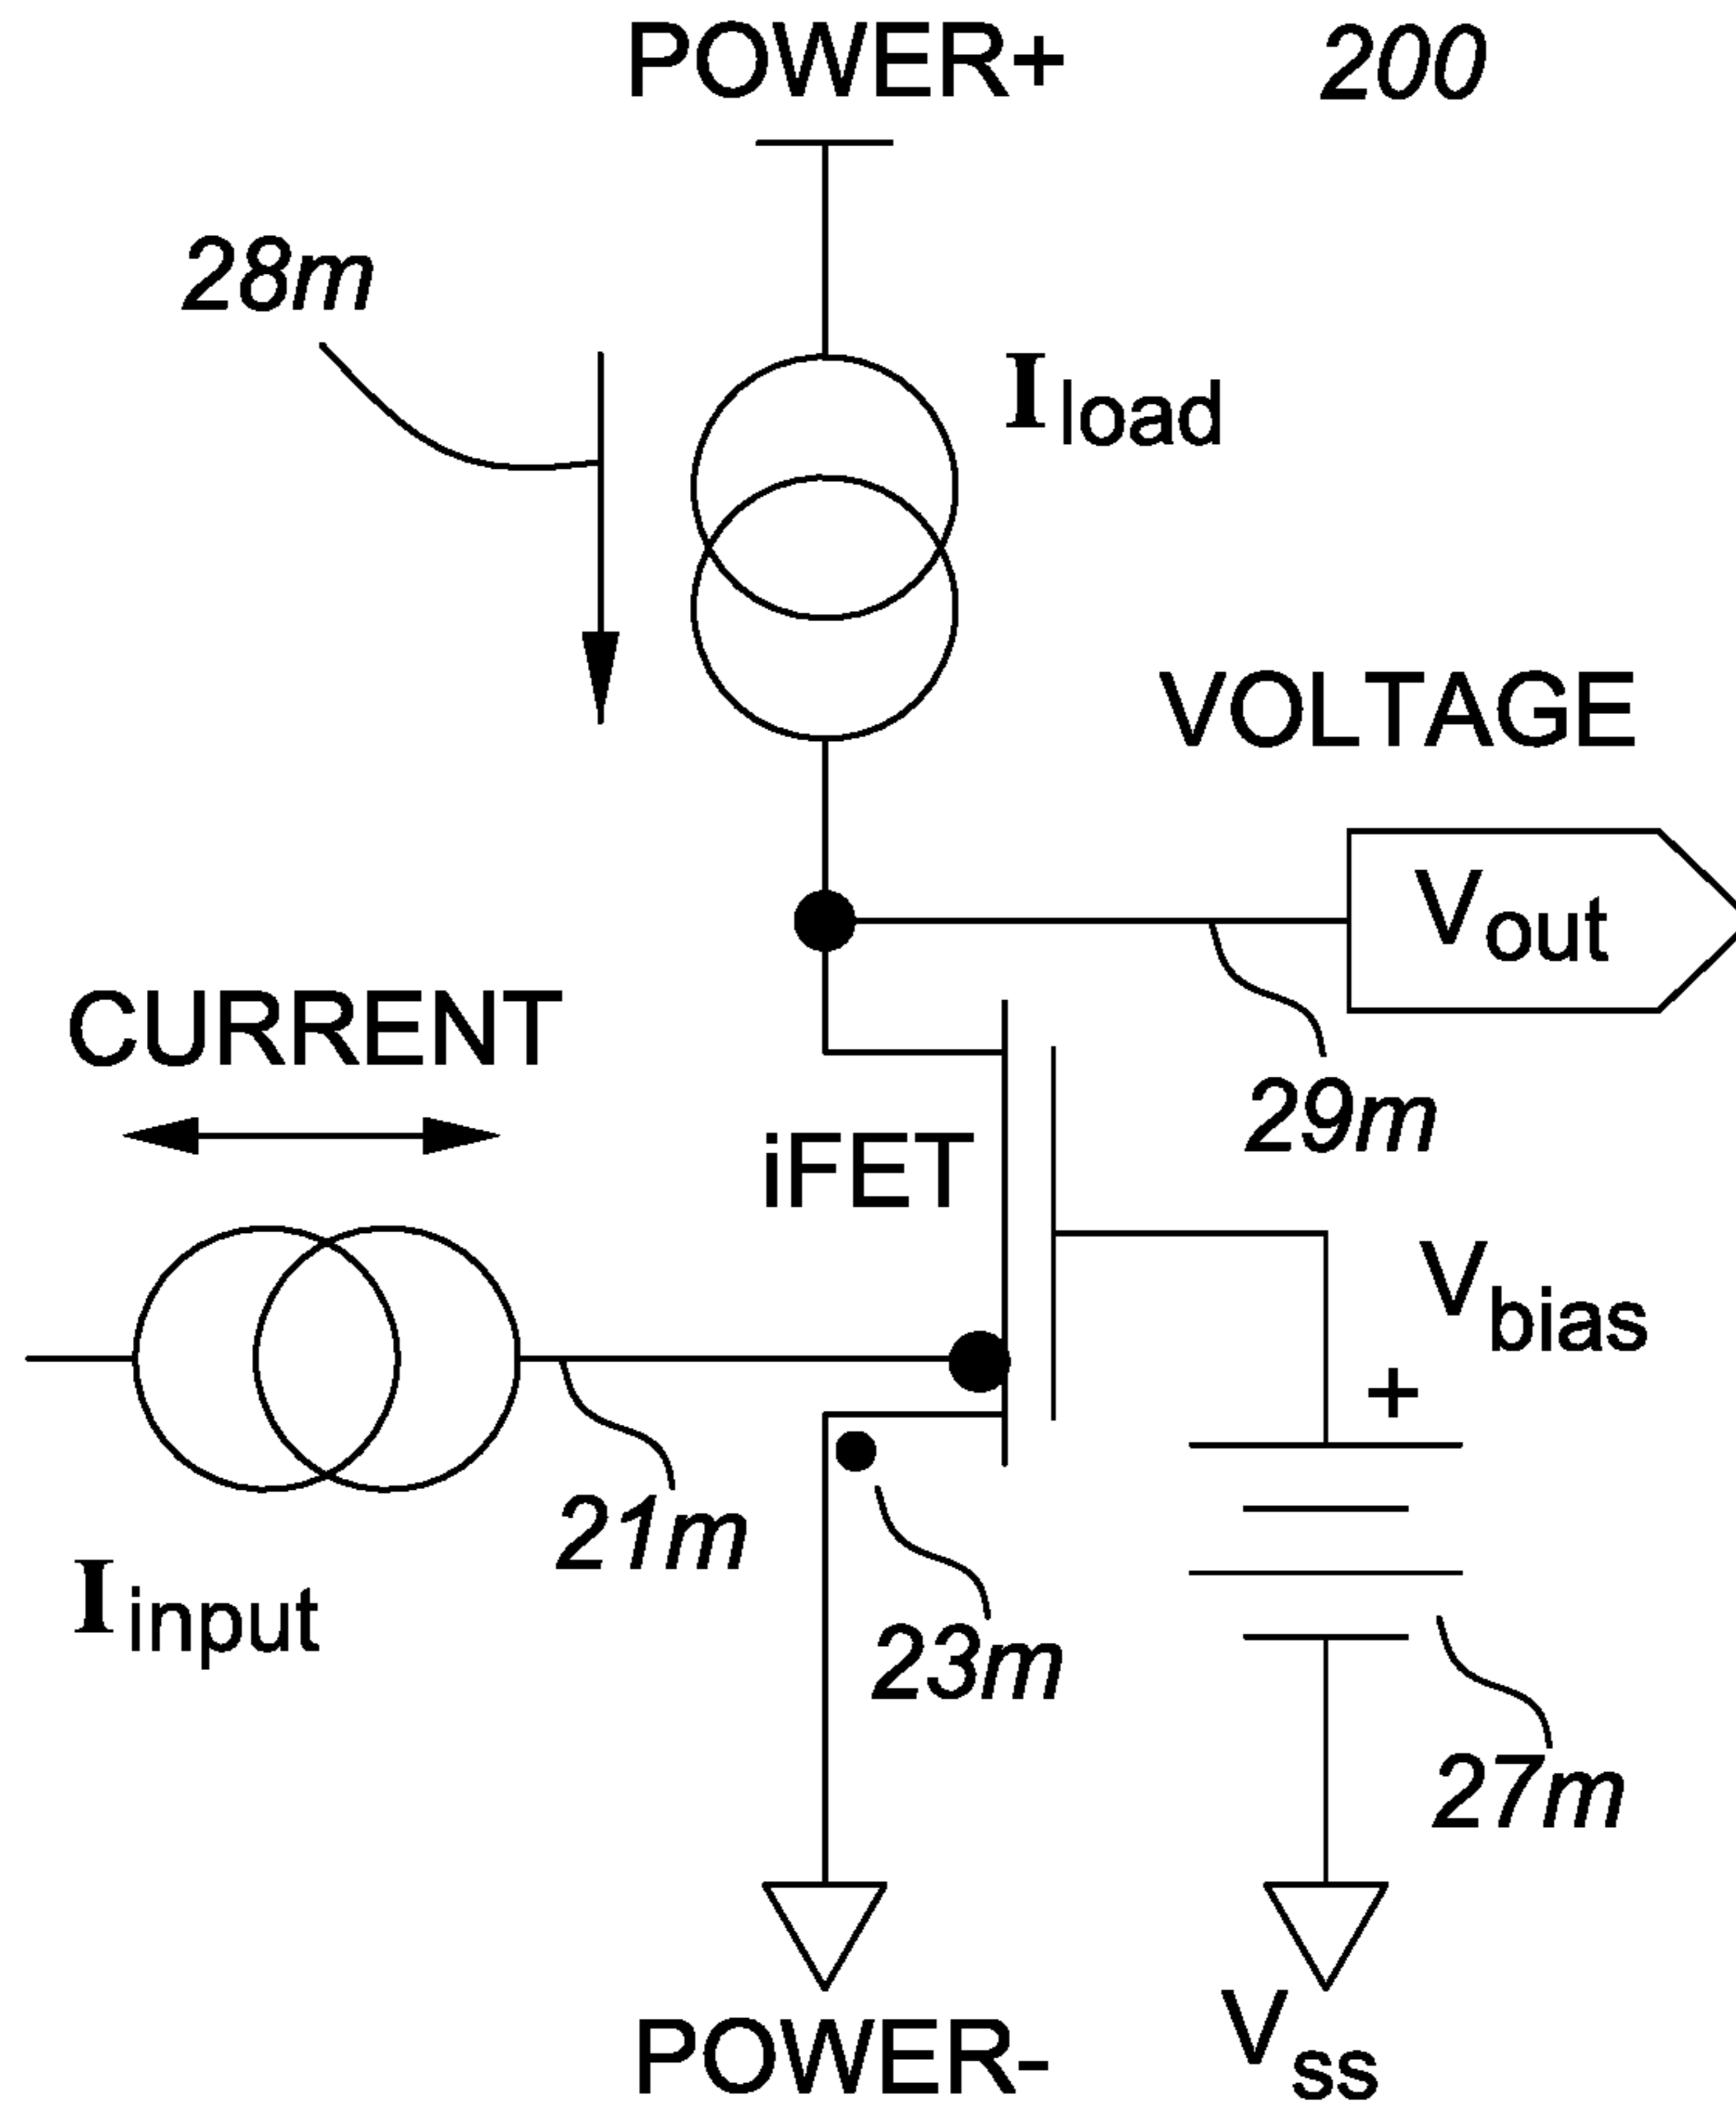 POWER+
200
28m
Iload
VOLTAGE
Vout
CURRENT
29m
iFET
Vbias
+
21m
Iinput
23m
27m
POWER-
Vss